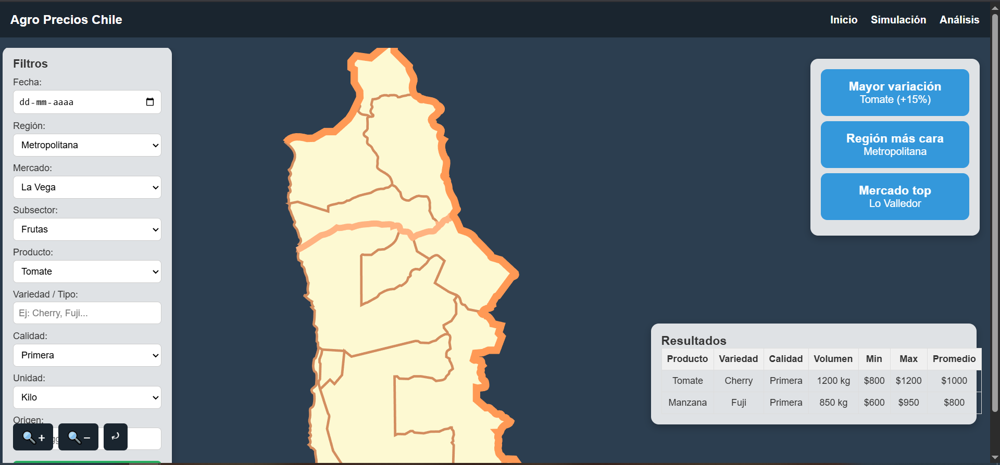 Agro Precios Chile
Inicio Simulación Análisis
Filtros
Fecha:
dd-mm-aaaa
Región:
Metropolitana
Mercado:
La Vega
Subsector:
Frutas
Producto:
Tomate
Variedad / Tipo:
Ej: Cherry, Fuji...
Calidad:
Primera
Unidad:
Kilo
Origen:
+
−
Mayor variación
Tomate (+15%)
Región más cara
Metropolitana
Mercado top
Lo Valledor
Resultados
Producto Variedad Calidad Volumen Min Max Promedio
Tomate Cherry Primera 1200 kg $800 $1200 $1000
Manzana Fuji Primera 850 kg $600 $950 $800